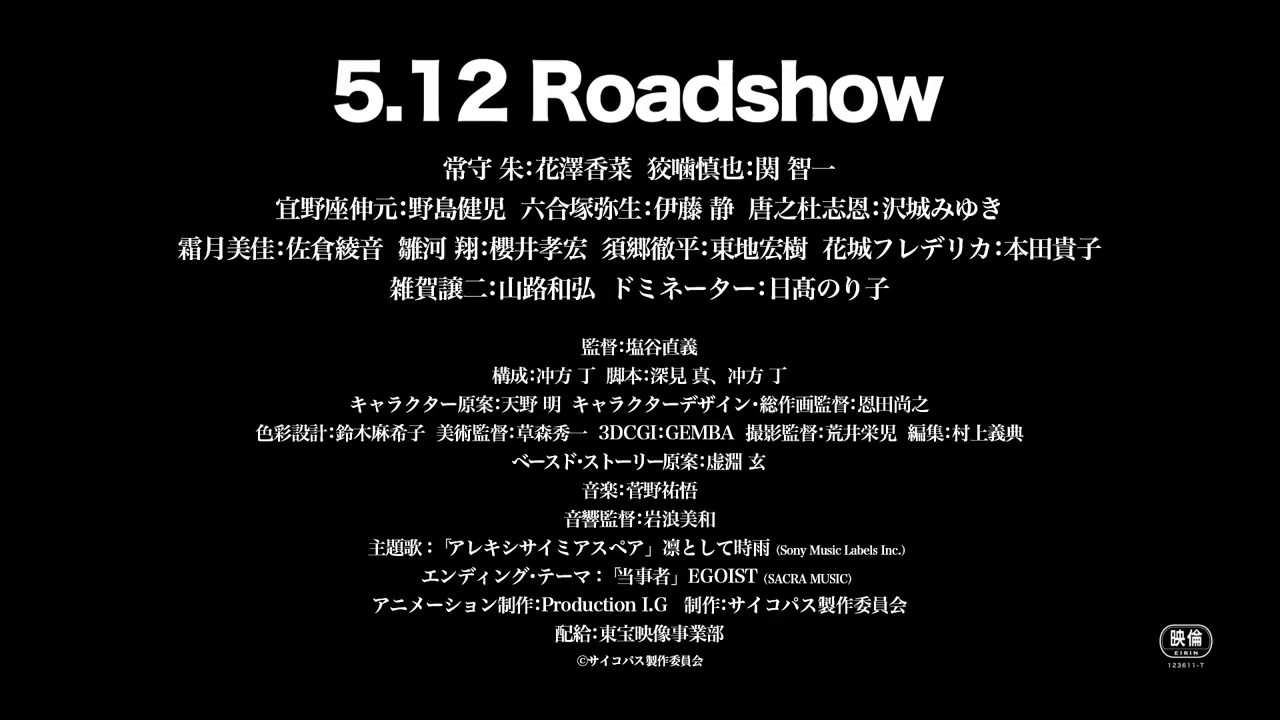 5.12 Roadshow
常守 朱:花澤香菜 狡噛慎也:関 智一
宜野座伸元:野島健児 六合塚弥生:伊藤 静 唐之杜志恩:沢城みゆき
霜月美佳:佐倉綾音 雛河 翔:櫻井孝宏 須郷徹平:東地宏樹 花城フレデリカ:本田貴子
雑賀譲二:山路和弘 ドミネーター:日髙のり子
監督:塩谷直義
構成:冲方 丁 脚本:深見 真、冲方 丁
キャラクター原案:天野 明 キャラクターデザイン・総作画監督:恩田尚之
色彩設計:鈴木麻希子 美術監督:草森秀一 3DCGI:GEMBA 撮影監督:荒井栄児 編集:村上義典
ベースド・ストーリー原案:虚淵 玄
音楽:菅野祐悟
音響監督:岩浪美和
主題歌:「アレキシサイミアスペア」凛として時雨 (Sony Music Labels Inc.)
エンディング・テーマ:「当事者」EGOIST (SACRA MUSIC)
アニメーション制作:Production I.G 制作:サイコパス製作委員会
配給:東宝映像事業部
©サイコパス製作委員会
映倫
EIRIN
123611-T